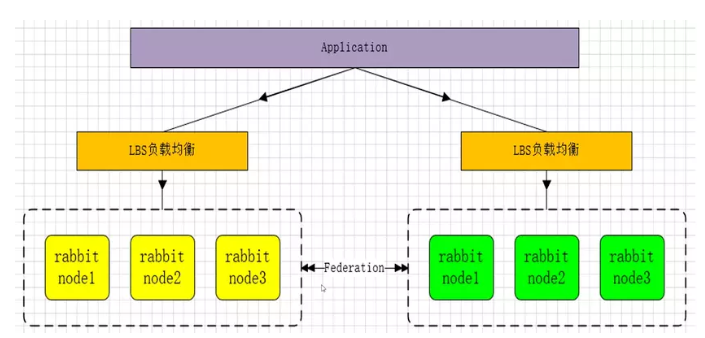 Application
LBS负载均衡
LBS负载均衡
rabbit
node1
rabbit
node2
rabbit
node3
Federation
rabbit
node1
rabbit
node2
rabbit
node3